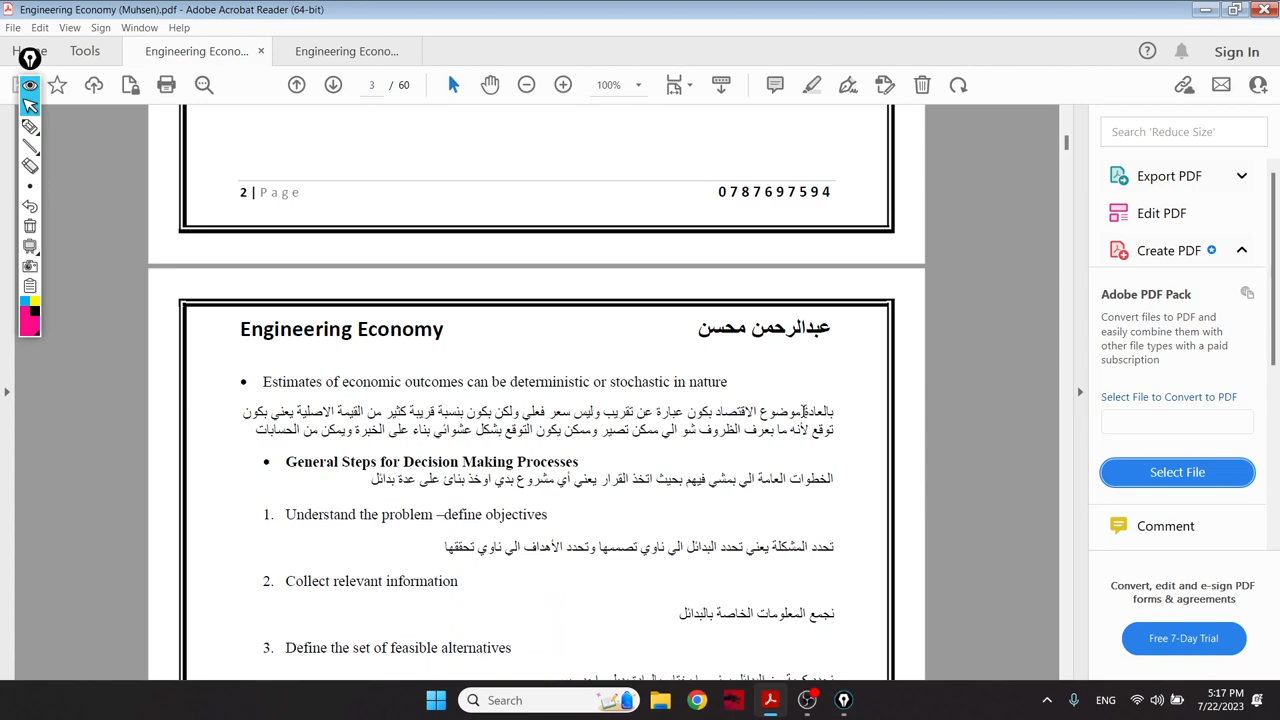 Engineering Economy (Muhsen).pdf - Adobe Acrobat Reader (64-bit)
File Edit View Sign Window Help
Home Tools Engineering Econo... × Engineering Econo... Sign In
3 / 60 100%
Search 'Reduce Size'
Export PDF
Edit PDF
Create PDF
Adobe PDF Pack
Convert files to PDF and
easily combine them with
other file types with a paid
subscription
Select File to Convert to PDF
Select File
Comment
Convert, edit and e-sign PDF
forms & agreements
Free 7-Day Trial
2 | Page 0787697594
Engineering Economy عبدالرحمن محسن
• Estimates of economic outcomes can be deterministic or stochastic in nature
بالعادة موضوع الاقتصاد بكون عبارة عن تقريب وليس سعر فعلي ولكن بكون بنسبة قريبة كثير من القيمة الاصلية يعني بكون
توقع لأنه ما بعرف الظروف شو الي ممكن تصير وممكن يكون التوقع بشكل عشوائي بناء على الخبرة ويمكن من الحسابات
• General Steps for Decision Making Processes
الخطوات العامة الي بمشي فيهم بحيث اتخذ القرار يعني أي مشروع بدي اوخذ بنائ على عدة بدائل
1. Understand the problem –define objectives
تحدد المشكلة يعني تحدد البدائل الي ناوي تصممها وتحدد الأهداف الي ناوي تحققها
2. Collect relevant information
نجمع المعلومات الخاصة بالبدائل
3. Define the set of feasible alternatives
Search
ENG
5:17 PM
7/22/2023